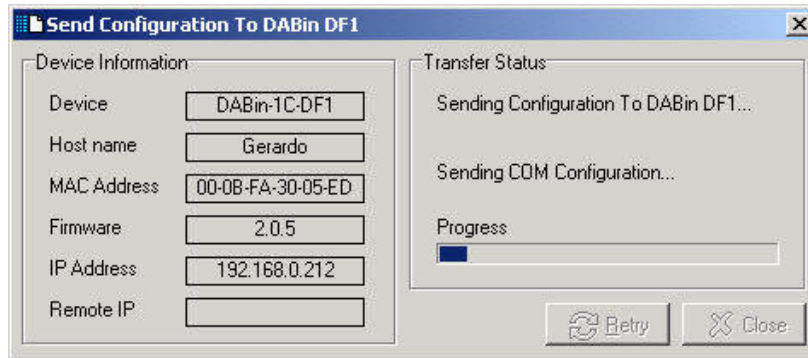 Send Configuration To DABin DF1
Device Information
Device DABin-1C-DF1
Host name Gerardo
MAC Address 00-0B-FA-30-05-ED
Firmware 2.0.5
IP Address 192.168.0.212
Remote IP
Transfer Status
Sending Configuration To DABin DF1...
Sending COM Configuration...
Progress
Retry
Close